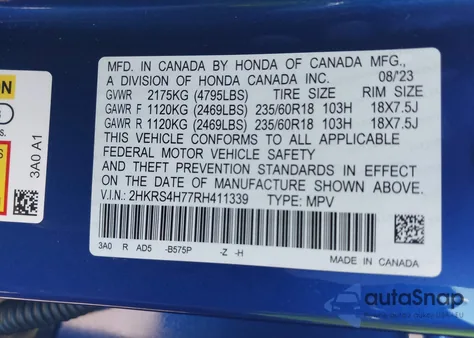 MFD. IN CANADA BY HONDA OF CANADA MFG.,
A DIVISION OF HONDA CANADA INC. 08/'23
GVWR 2175KG (4795LBS) TIRE SIZE RIM SIZE
GAWR F 1120KG (2469LBS) 235/60R18 103H 18X7.5J
GAWR R 1120KG (2469LBS) 235/60R18 103H 18X7.5J
THIS VEHICLE CONFORMS TO ALL APPLICABLE
FEDERAL MOTOR VEHICLE SAFETY
AND THEFT PREVENTION STANDARDS IN EFFECT
ON THE DATE OF MANUFACTURE SHOWN ABOVE.
V.I.N.: 2HKRS4H77RH411339 TYPE: MPV
3A0 R AD5 -B575P -Z -H
MADE IN CANADA
3A0 A1
ON
autoSnap